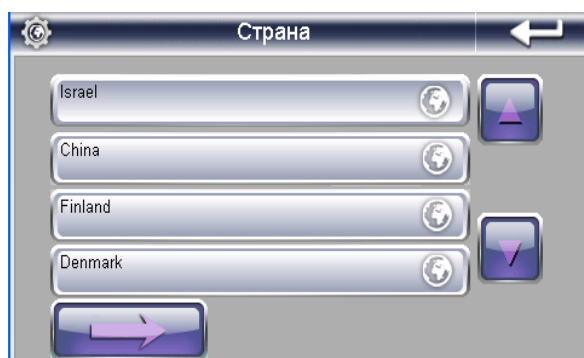 Страна
Israel
China
Finland
Denmark